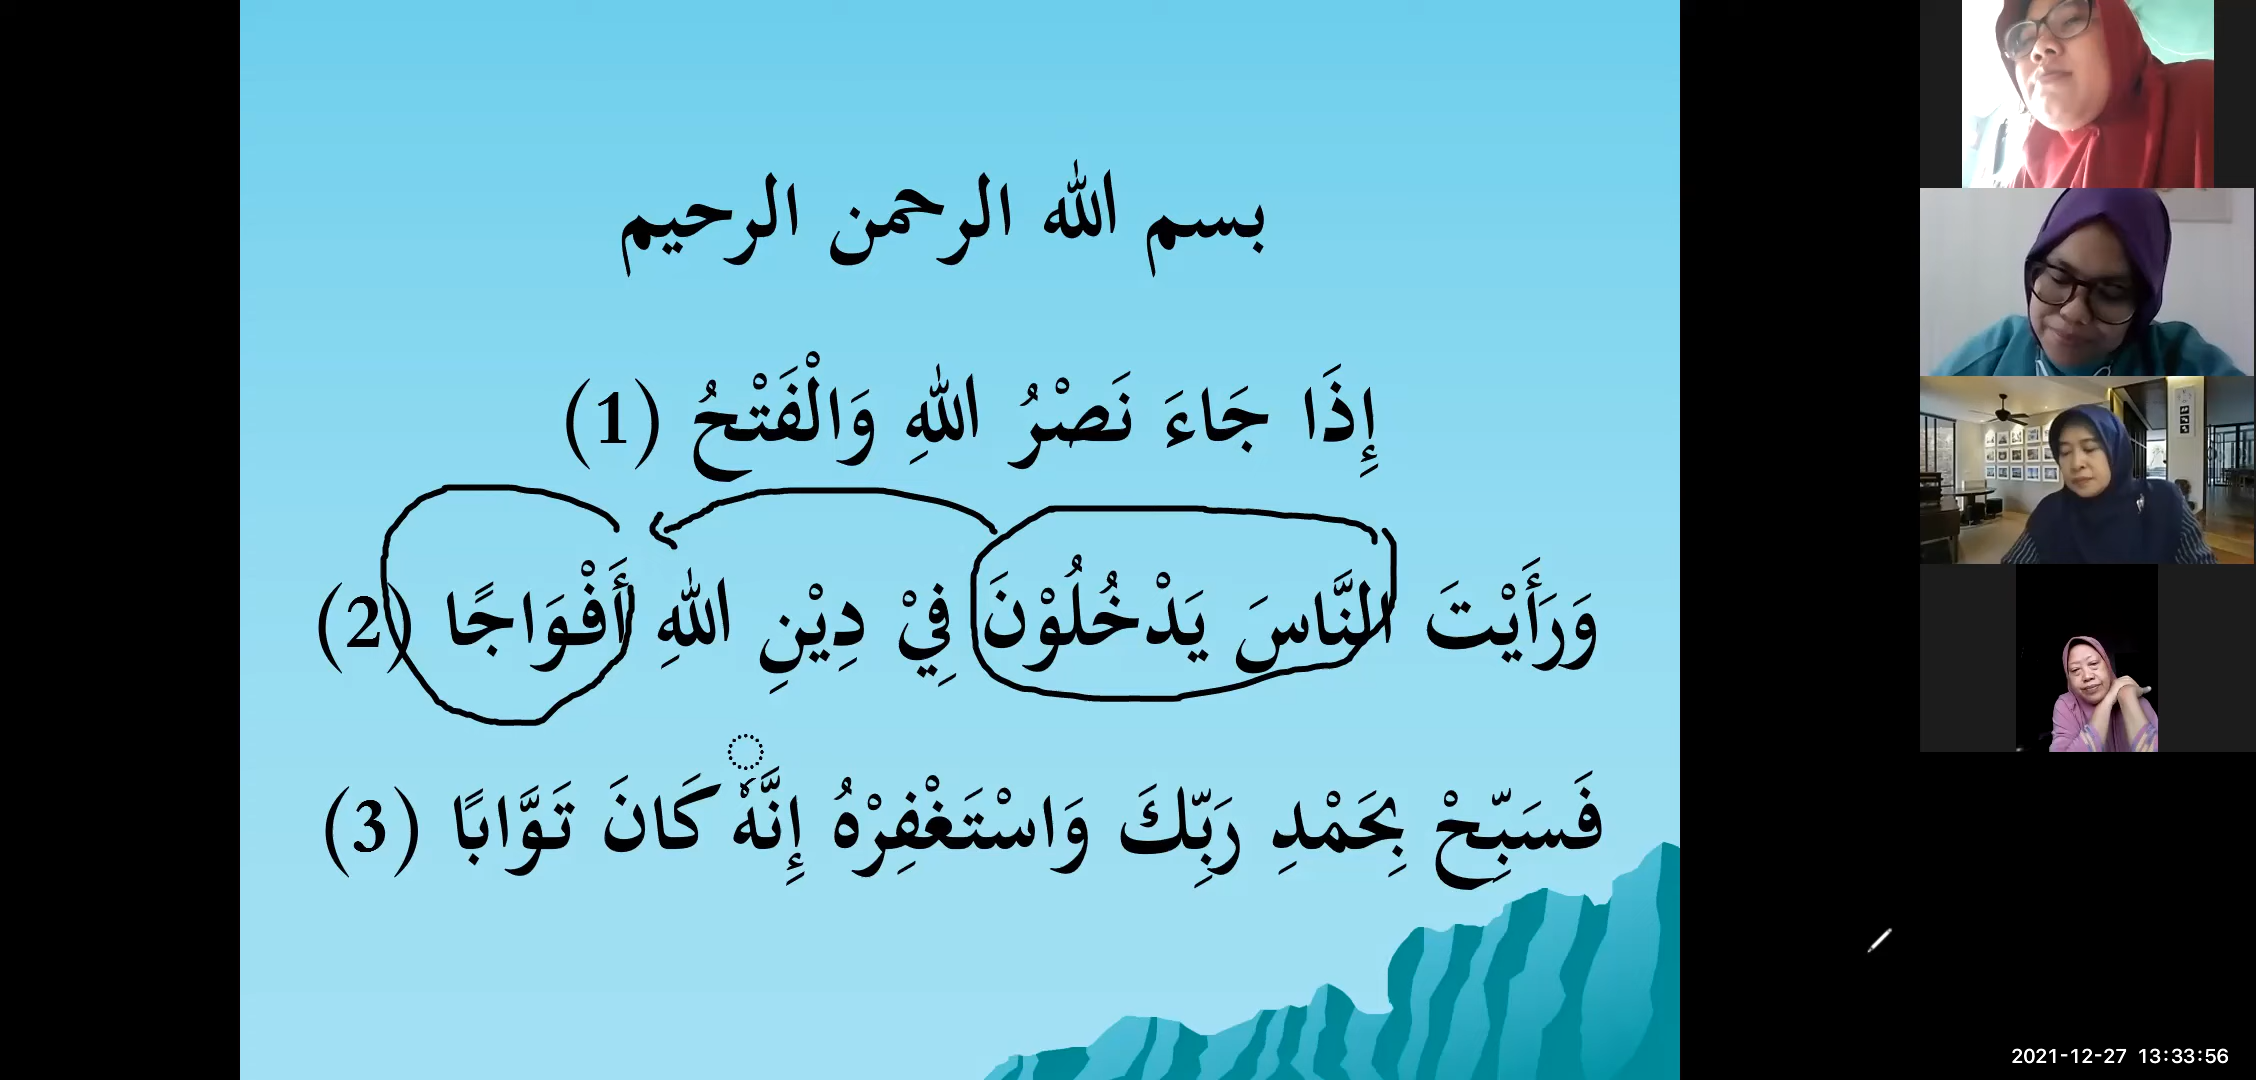 بسم الله الرحمن الرحيم
إِذَا جَاءَ نَصْرُ اللهِ وَالْفَتْحُ (1)
وَرَأَيْتَ النَّاسَ يَدْخُلُوْنَ فِيْ دِيْنِ اللهِ أَفْوَاجًا (2)
فَسَبِّحْ بِحَمْدِ رَبِّكَ وَاسْتَغْفِرْهُ إِنَّهٗ كَانَ تَوَّابًا (3)
2021-12-27 13:33:56